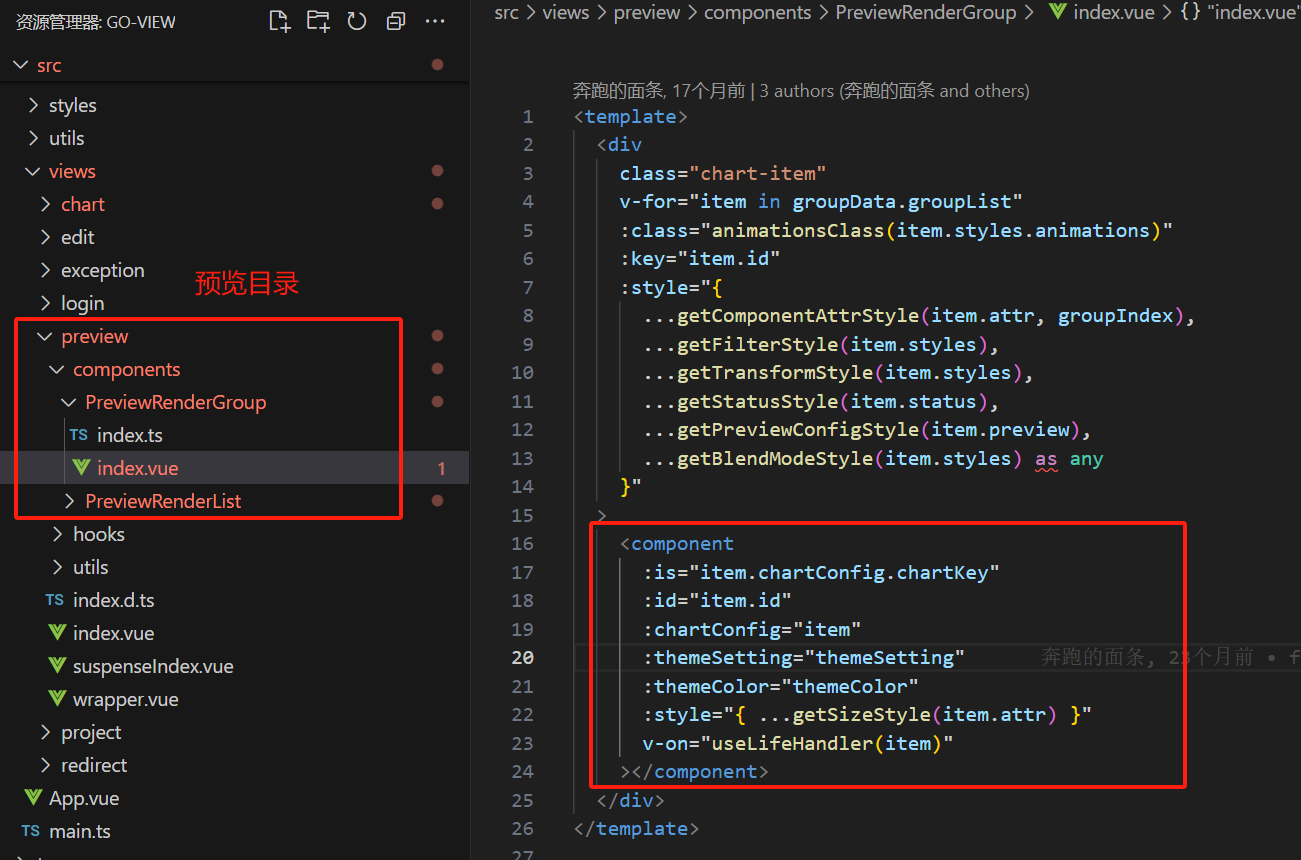 资源管理器: GO-VIEW
src
styles
utils
views
chart
edit
exception
login
预览目录
preview
components
PreviewRenderGroup
TS index.ts
index.vue 1
PreviewRenderList
hooks
utils
TS index.d.ts
index.vue
suspenseIndex.vue
wrapper.vue
project
redirect
App.vue
TS main.ts
src > views > preview > components > PreviewRenderGroup > index.vue > {} "index.vue"
奔跑的面条, 17个月前 | 3 authors (奔跑的面条 and others)
1 <template>
2 <div
3 class="chart-item"
4 v-for="item in groupData.groupList"
5 :class="animationsClass(item.styles.animations)"
6 :key="item.id"
7 :style="{
8 ...getComponentAttrStyle(item.attr, groupIndex),
9 ...getFilterStyle(item.styles),
10 ...getTransformStyle(item.styles),
11 ...getStatusStyle(item.status),
12 ...getPreviewConfigStyle(item.preview),
13 ...getBlendModeStyle(item.styles) as any
14 }"
15 >
16 <component
17 :is="item.chartConfig.chartKey"
18 :id="item.id"
19 :chartConfig="item"
20 :themeSetting="themeSetting" 奔跑的面条, 23个月前 • f
21 :themeColor="themeColor"
22 :style="{ ...getSizeStyle(item.attr) }"
23 v-on="useLifeHandler(item)"
24 ></component>
25 </div>
26 </template>
27